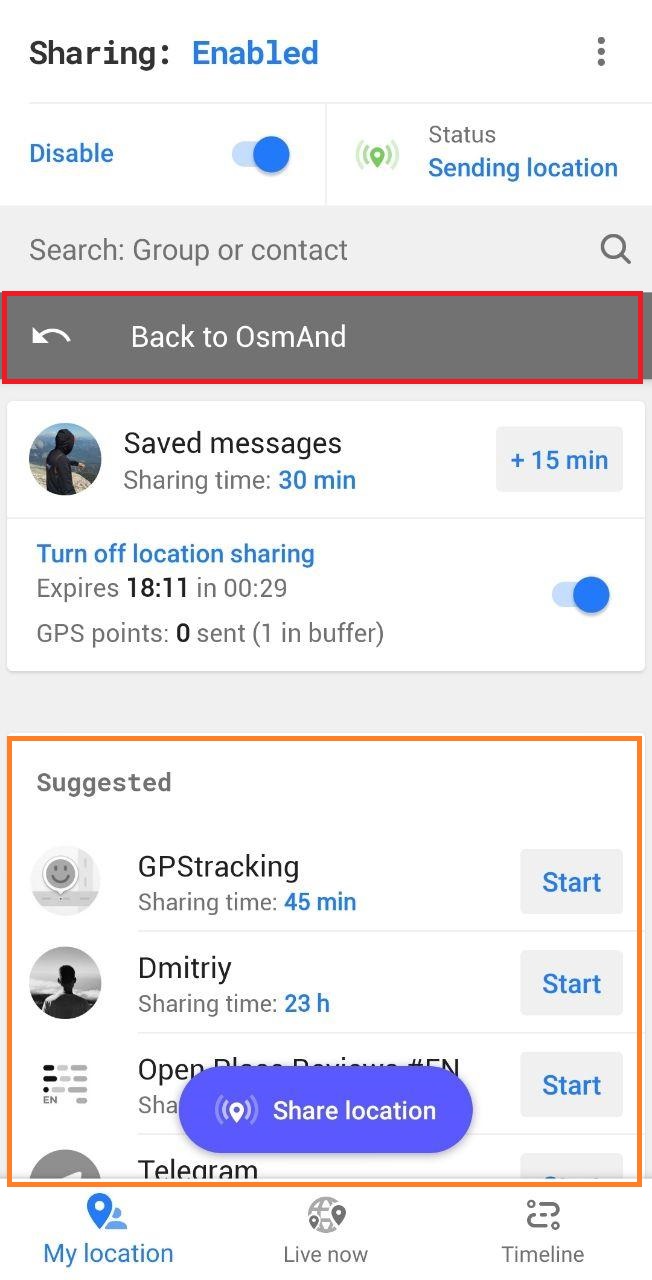 Sharing: Enabled
Disable
Status
Sending location
Search: Group or contact
Back to OsmAnd
Saved messages
Sharing time: 30 min
+ 15 min
Turn off location sharing
Expires 18:11 in 00:29
GPS points: 0 sent (1 in buffer)
Suggested
GPStracking
Sharing time: 45 min
Start
Dmitriy
Sharing time: 23 h
Start
EN
Open Place Reviews #EN
Start
Share location
Telegram
My location
Live now
Timeline